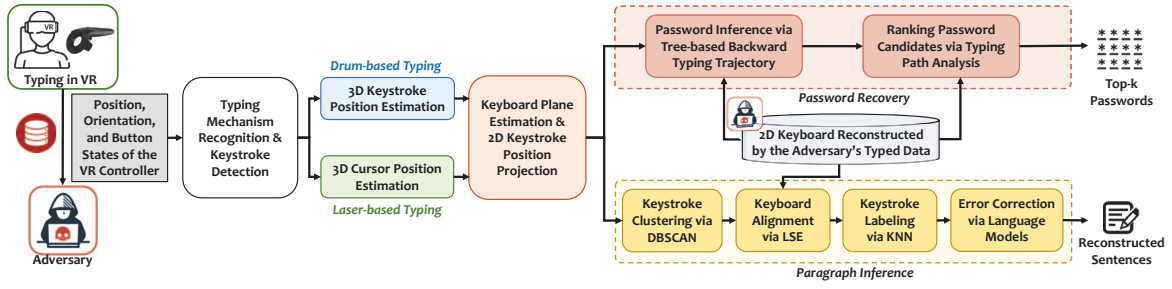 VR
Typing in VR
Position,
Orientation,
and Button
States of the
VR Controller
Adversary
Typing
Mechanism
Recognition &
Keystroke
Detection
Drum-based Typing
3D Keystroke
Position Estimation
3D Cursor Position
Estimation
Laser-based Typing
Keyboard Plane
Estimation &
2D Keystroke
Position
Projection
Password Inference via
Tree-based Backward
Typing Trajectory
Ranking Password
Candidates via Typing
Path Analysis
Password Recovery
* * * *
* * * *
* * * *
Top-k
Passwords
2D Keyboard Reconstructed
by the Adversary's Typed Data
Keystroke
Clustering via
DBSCAN
Keyboard
Alignment
via LSE
Keystroke
Labeling
via KNN
Error Correction
via Language
Models
Paragraph Inference
Reconstructed
Sentences